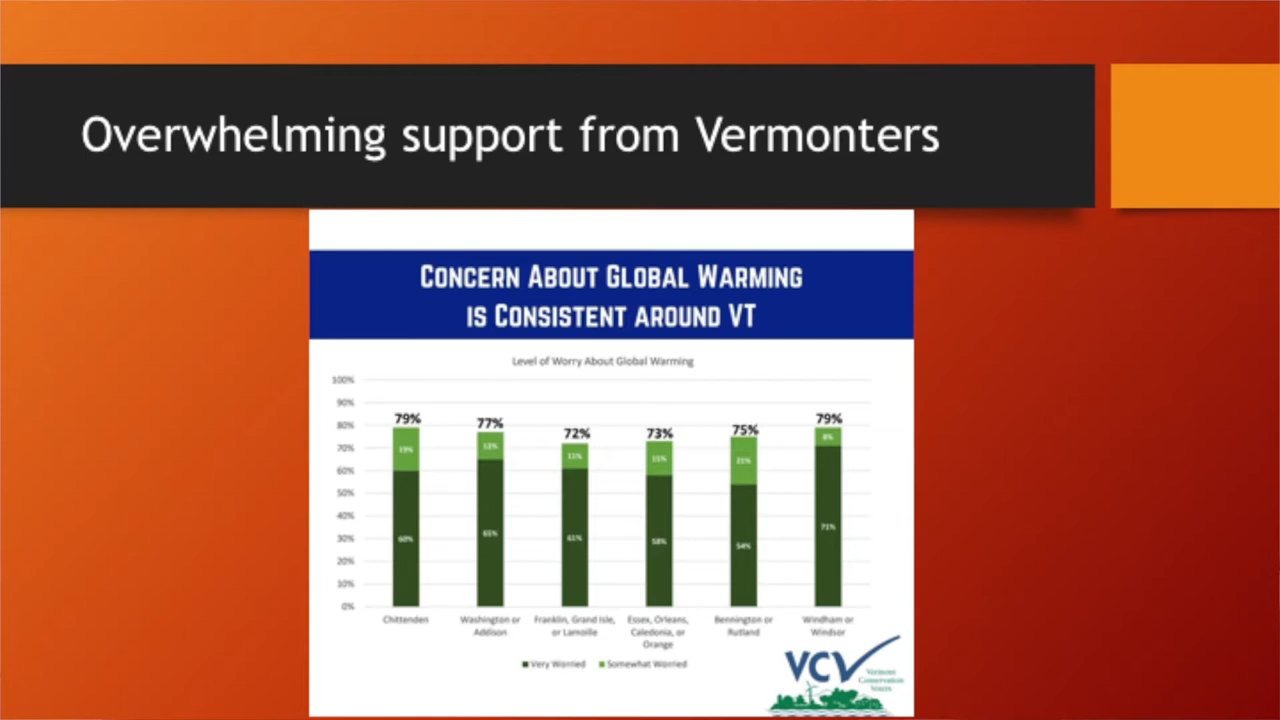 Overwhelming support from Vermonters
CONCERN ABOUT GLOBAL WARMING
IS CONSISTENT AROUND VT
Level of Worry About Global Warming
100%
90%
80%
70%
60%
50%
40%
30%
20%
10%
0%
79%
77%
72%
73%
75%
79%
19%
12%
11%
15%
21%
8%
60%
65%
61%
58%
54%
71%
Chittenden
Washington or
Addison
Franklin, Grand Isle,
or Lamoille
Essex, Orleans,
Caledonia, or
Orange
Bennington or
Rutland
Windham or
Windsor
Very Worried
Somewhat Worried
VCV
Vermont
Conservation
Voters